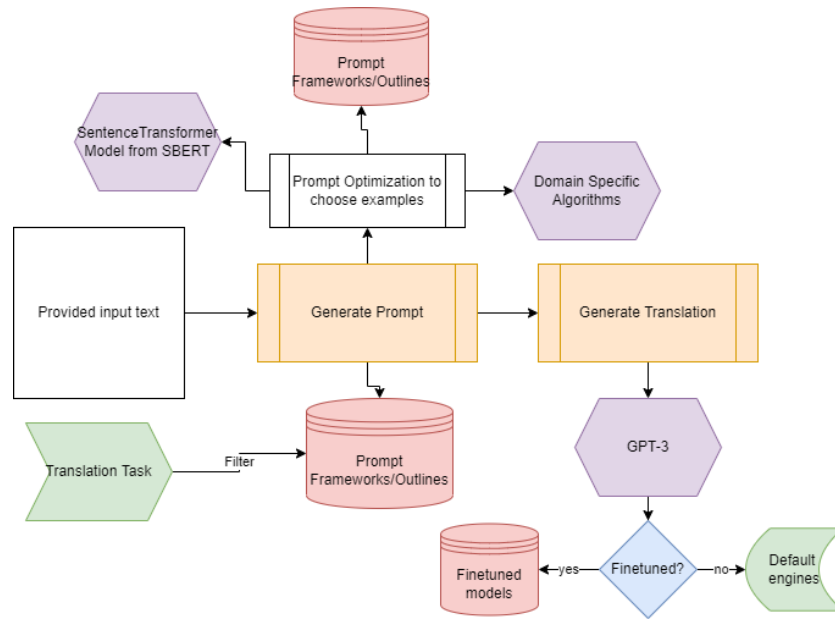 Prompt
Frameworks/Outlines
SentenceTransformer
Model from SBERT
Prompt Optimization to
choose examples
Domain Specific
Algorithms
Provided input text
Generate Prompt
Generate Translation
Translation Task
Filter
Prompt
Frameworks/Outlines
GPT-3
Finetuned
models
yes
Finetuned?
no
Default
engines